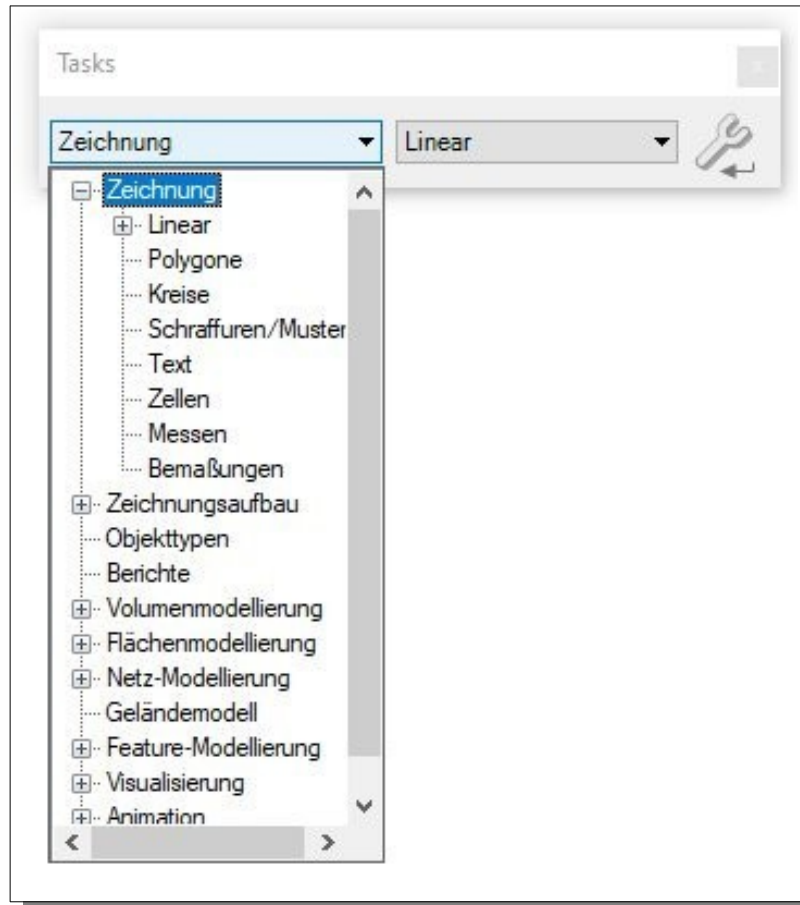 Tasks
Zeichnung Linear
Zeichnung
Linear
Polygone
Kreise
Schraffuren/Muster
Text
Zellen
Messen
Bemaßungen
Zeichnungsaufbau
Objekttypen
Berichte
Volumenmodellierung
Flächenmodellierung
Netz-Modellierung
Geländemodell
Feature-Modellierung
Visualisierung
Animation